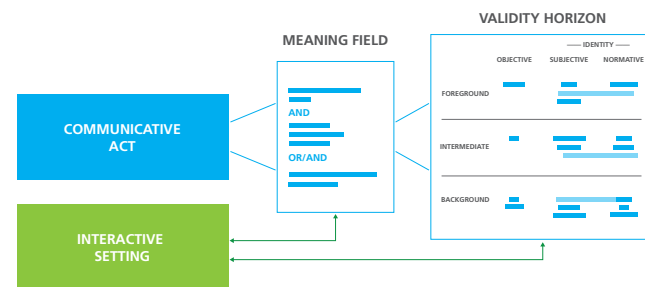 VALIDITY HORIZON
MEANING FIELD
IDENTITY
OBJECTIVE SUBJECTIVE NORMATIVE
FOREGROUND
COMMUNICATIVE
ACT
AND
INTERMEDIATE
OR/AND
BACKGROUND
INTERACTIVE
SETTING